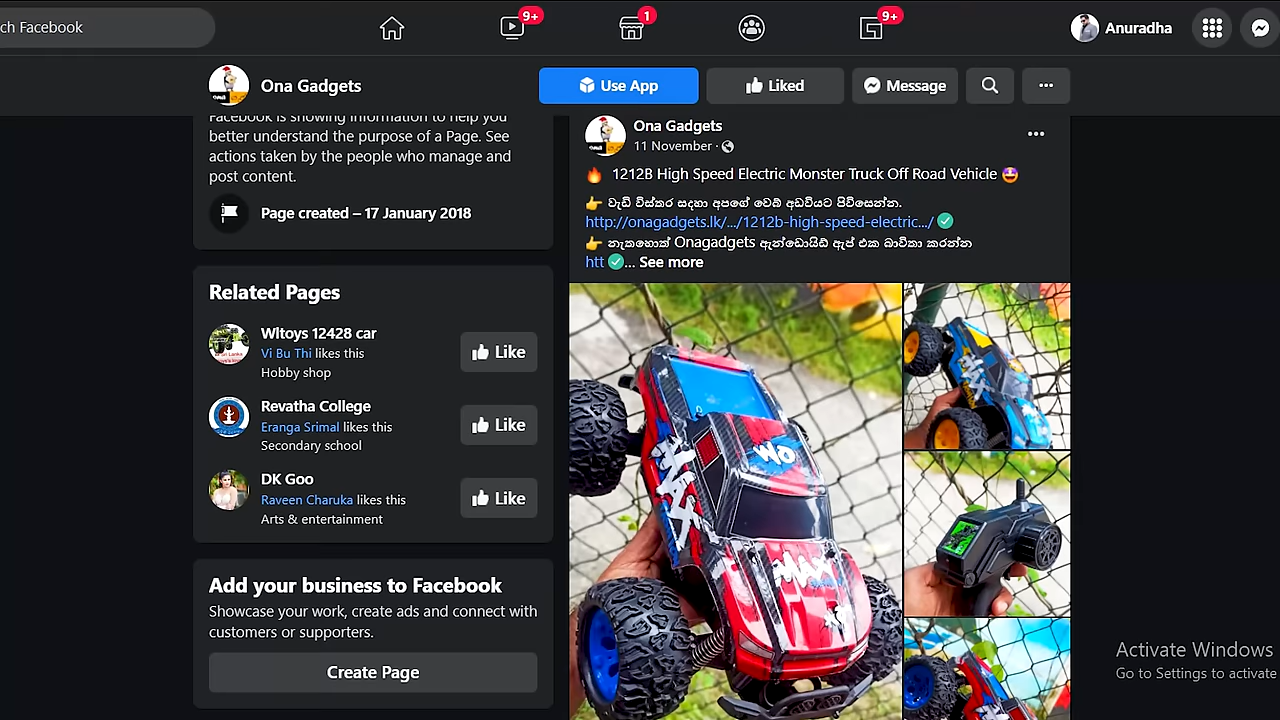 ch Facebook
9+
1
9+
Anuradha
Ona Gadgets
Use App
Liked
Message
Facebook is showing information to help you
better understand the purpose of a Page. See
actions taken by the people who manage and
post content.
Page created – 17 January 2018
Related Pages
Wltoys 12428 car
Vi Bu Thi likes this
Hobby shop
Like
Revatha College
Eranga Srimal likes this
Secondary school
Like
DK Goo
Raveen Charuka likes this
Arts & entertainment
Like
Add your business to Facebook
Showcase your work, create ads and connect with
customers or supporters.
Create Page
Ona Gadgets
11 November ·
🔥 1212B High Speed Electric Monster Truck Off Road Vehicle 🤩
👉 වැඩි විස්තර සඳහා අපගේ වෙබ් අඩවියට පිවිසෙන්න.
http://onagadgets.lk/.../1212b-high-speed-electric.../ ✅
👉 නැතහොත් Onagadgets ඇන්ඩොයිඩ් ඇප් එක බාවිතා කරන්න
htt ✅... See more
WO
MAX
MAX
Activate Windows
Go to Settings to activate